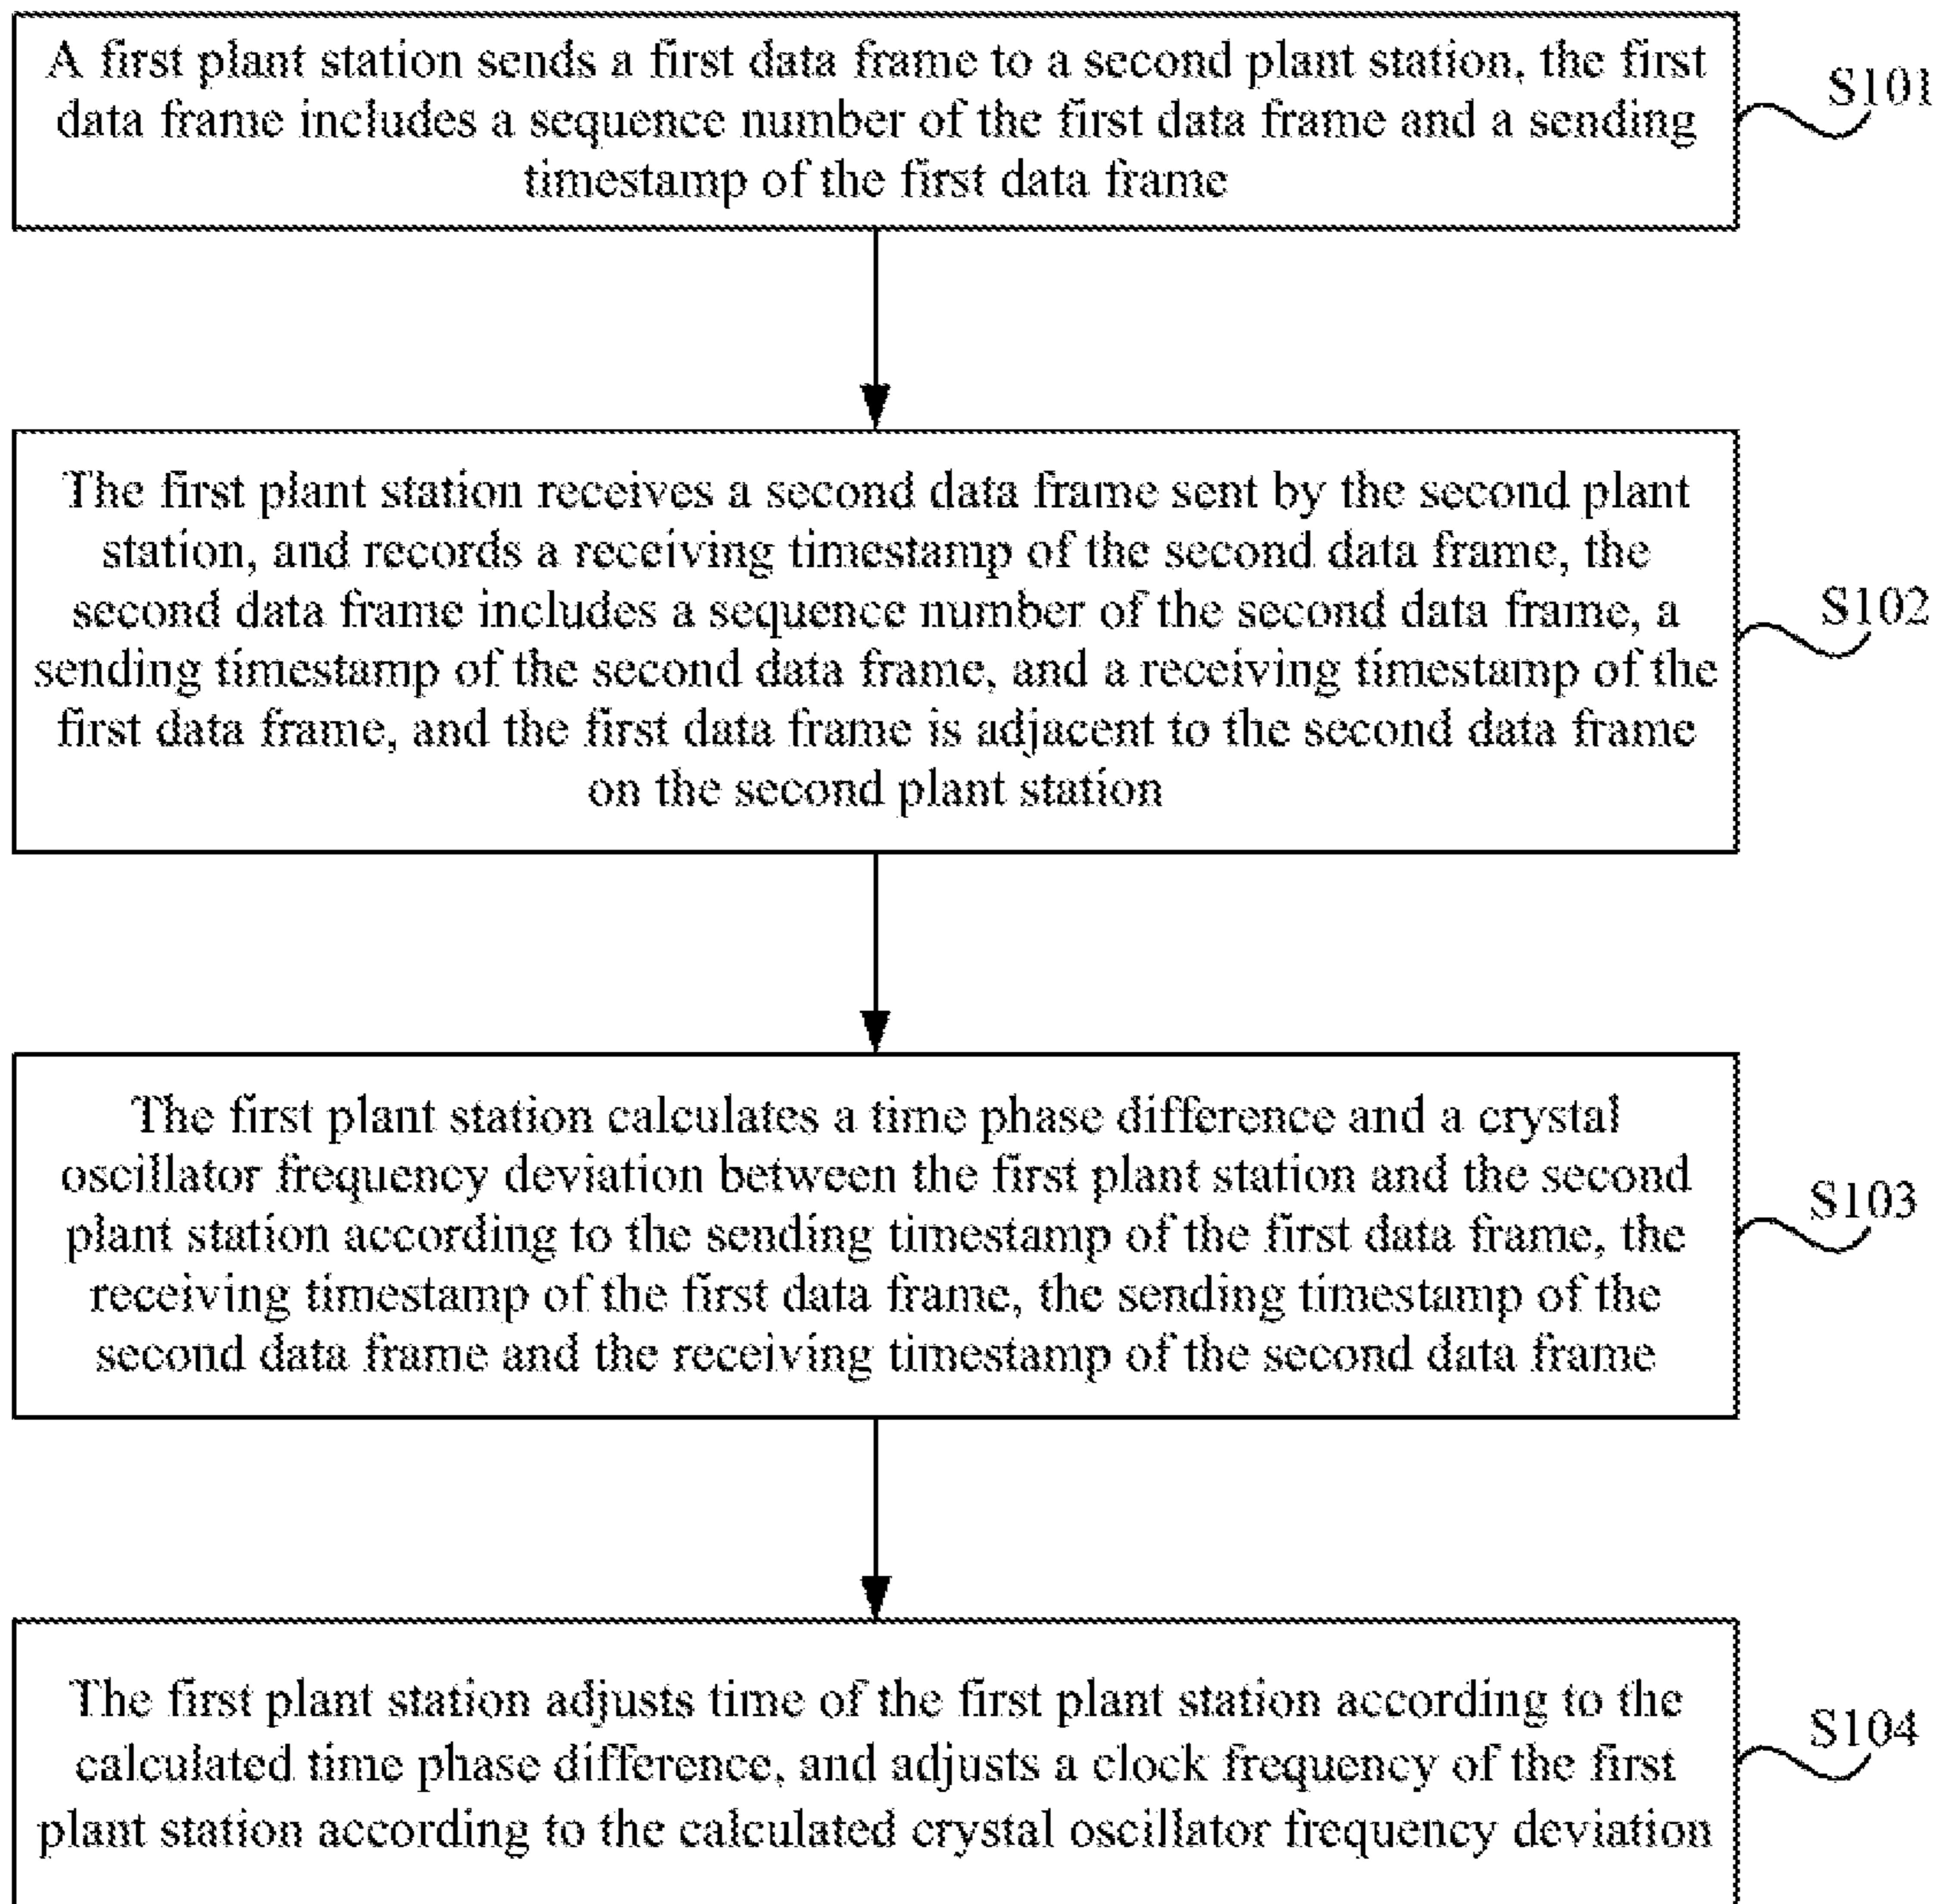 A first plant station sends a first data frame to a second plant station, the first
data frame includes a sequence number of the first data frame and a sending
timestamp of the first data frame
S101
The first plant station receives a second data frame sent by the second plant
station, and records a receiving timestamp of the second data frame, the
second data frame includes a sequence number of the second data frame, a
sending timestamp of the second data frame, and a receiving timestamp of the
first data frame, and the first data frame is adjacent to the second data frame
on the second plant station
S102
The first plant station calculates a time phase difference and a crystal
oscillator frequency deviation between the first plant station and the second
plant station according to the sending timestamp of the first data frame, the
receiving timestamp of the first data frame, the sending timestamp of the
second data frame and the receiving timestamp of the second data frame
S103
The first plant station adjusts time of the first plant station according to the
calculated time phase difference, and adjusts a clock frequency of the first
plant station according to the calculated crystal oscillator frequency deviation
S104